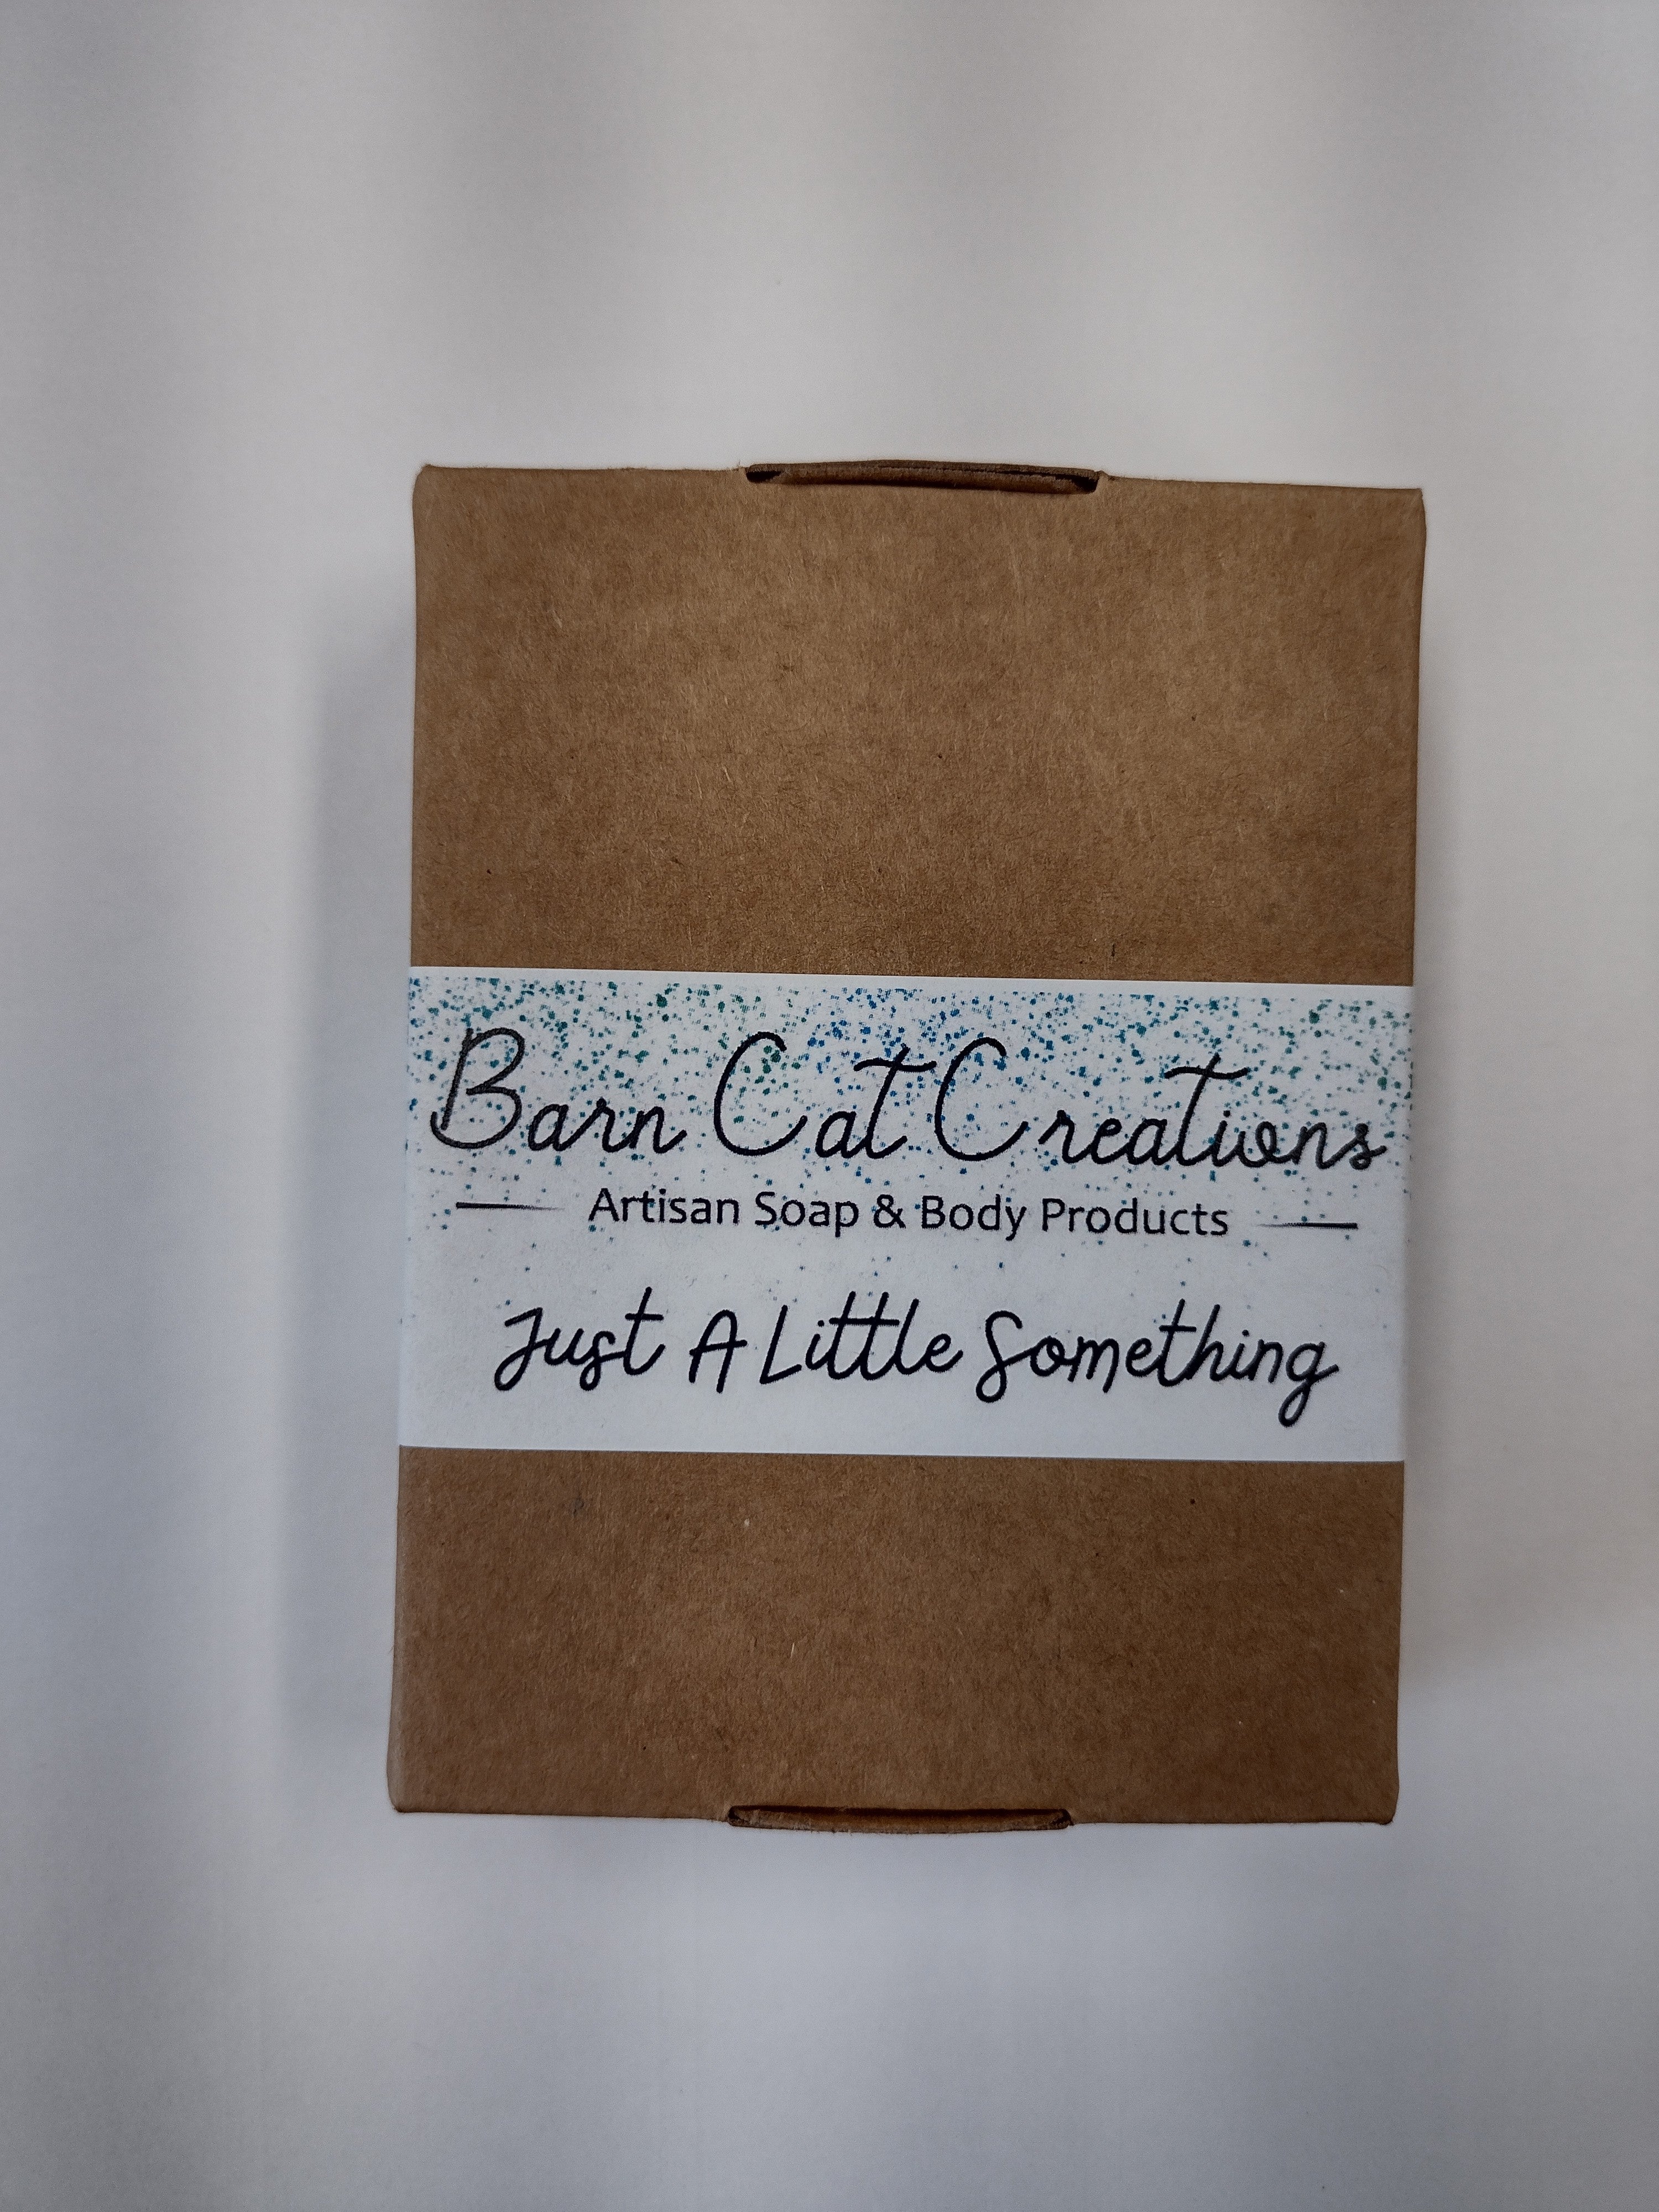 Barn Cat Creations
Artisan Soap & Body Products
Just A Little Something